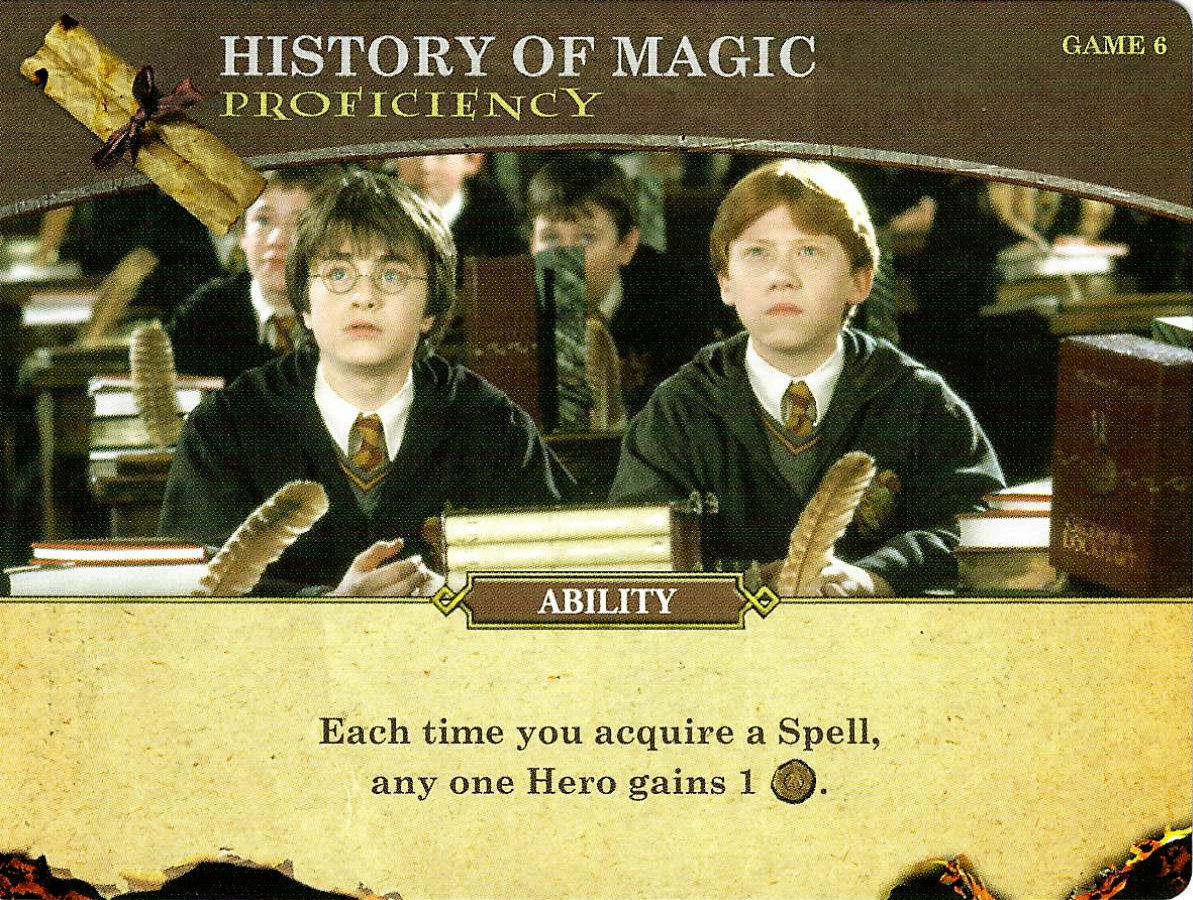 HISTORY OF MAGIC
PROFICIENCY
GAME 6
ABILITY
Each time you acquire a Spell,
any one Hero gains 1 .